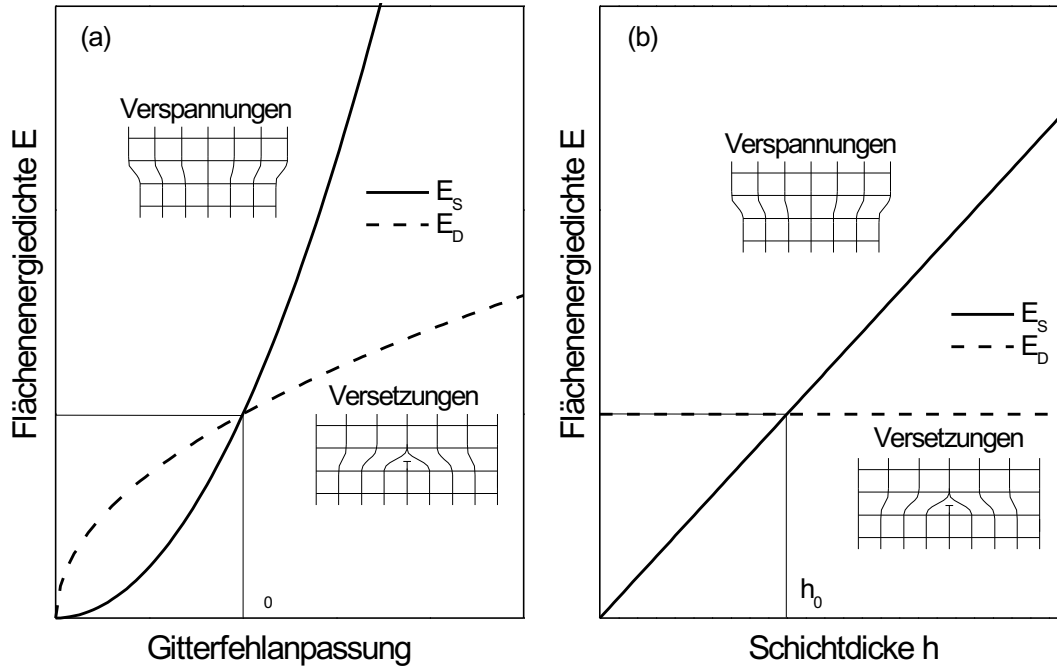 (a)
Verspannungen
E_S
E_D
Versetzungen
0
Flächenenergiedichte E
Gitterfehlanpassung
(b)
Verspannungen
E_S
E_D
Versetzungen
h_0
Flächenenergiedichte E
Schichtdicke h